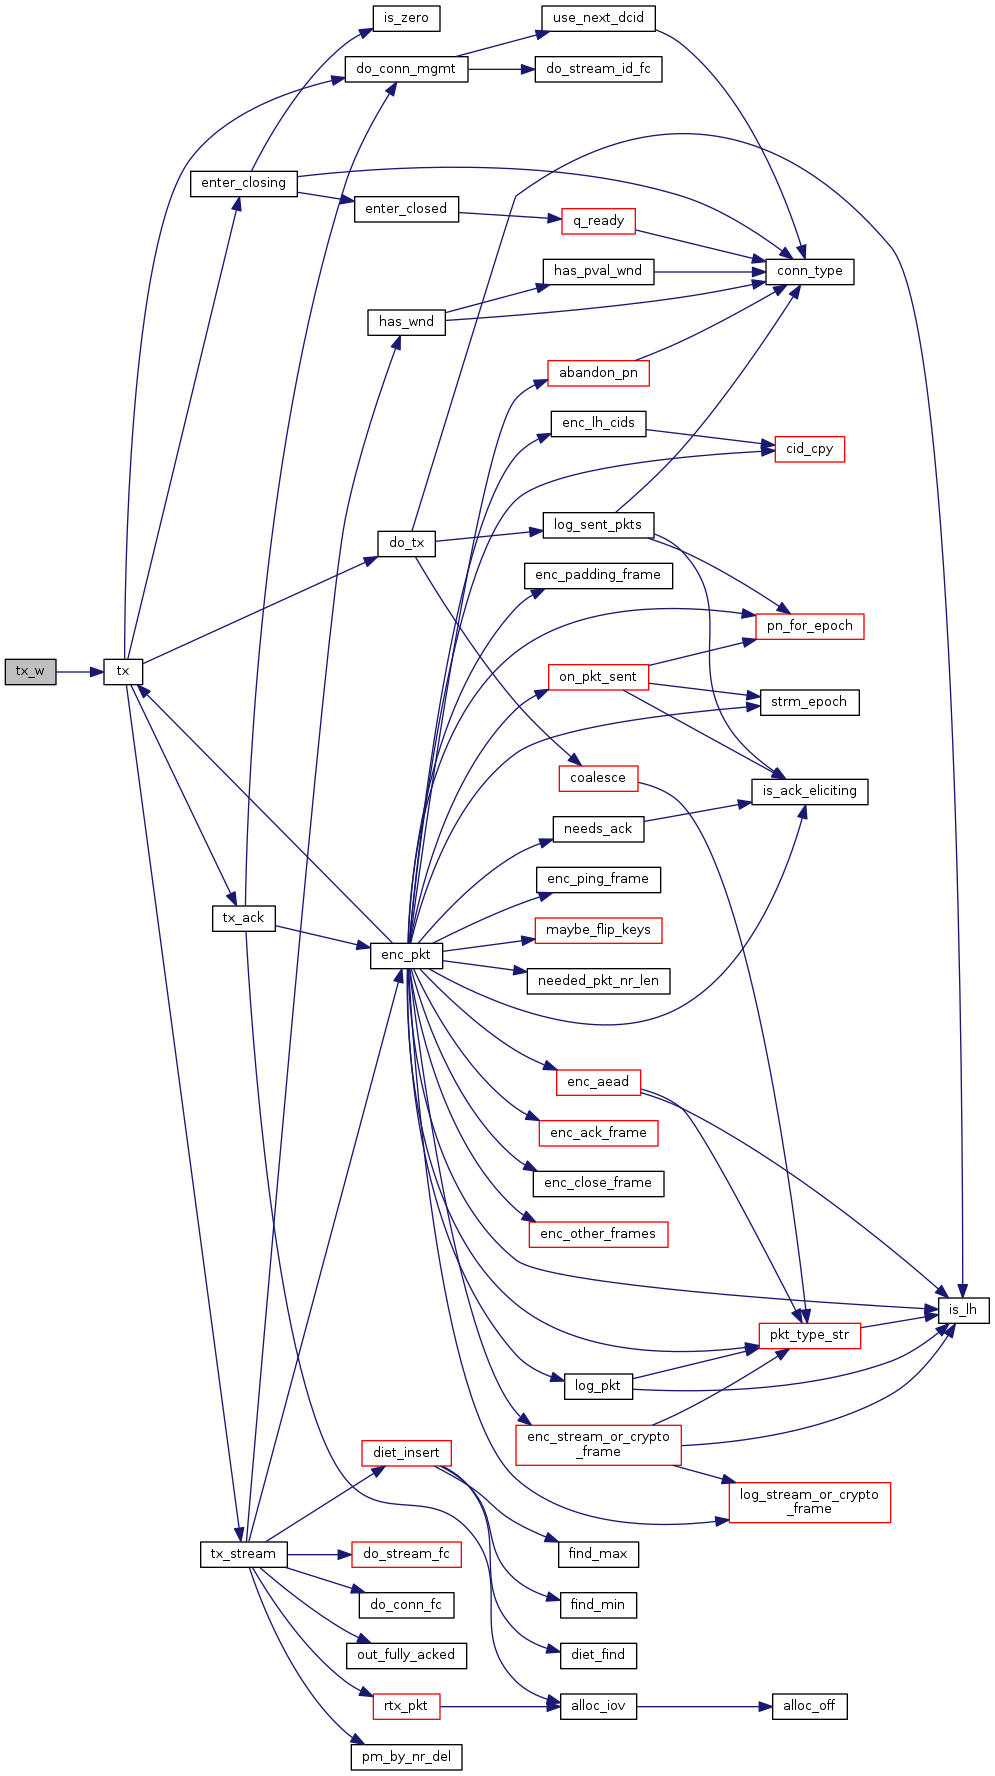 is_zero
use_next_dcid
do_conn_mgmt
do_stream_id_fc
enter_closing
enter_closed
q_ready
has_pval_wnd
conn_type
has_wnd
abandon_pn
enc_lh_cids
cid_cpy
log_sent_pkts
do_tx
enc_padding_frame
pn_for_epoch
tx_w
tx
on_pkt_sent
strm_epoch
coalesce
is_ack_eliciting
needs_ack
enc_ping_frame
tx_ack
maybe_flip_keys
enc_pkt
needed_pkt_nr_len
enc_aead
enc_ack_frame
enc_close_frame
enc_other_frames
is_lh
pkt_type_str
log_pkt
enc_stream_or_crypto
_frame
diet_insert
log_stream_or_crypto
_frame
tx_stream
do_stream_fc
find_max
do_conn_fc
find_min
out_fully_acked
diet_find
rtx_pkt
alloc_iov
alloc_off
pm_by_nr_del